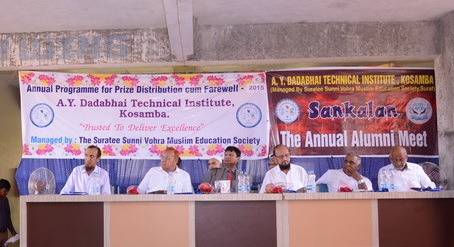 Annual Programme for Prize Distribution cum Farewell - 2015
A.Y. Dadabhai Technical Institute,
Kosamba.
"Trusted To Deliver Excellence"
Managed by : The Suratee Sunni Vohra Muslim Education Society
A. Y. DADABHAI TECHNICAL INSTITUTE , KOSAMBA
(Managed By Suratee Sunni Vohra Muslim Education Society, Surat)
Sankalan
The Annual Alumni Meet